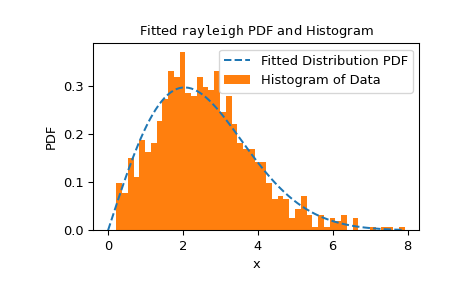 Fitted rayleigh PDF and Histogram
Fitted Distribution PDF
Histogram of Data
PDF
0.3
0.2
0.1
0.0
0 2 4 6 8
x